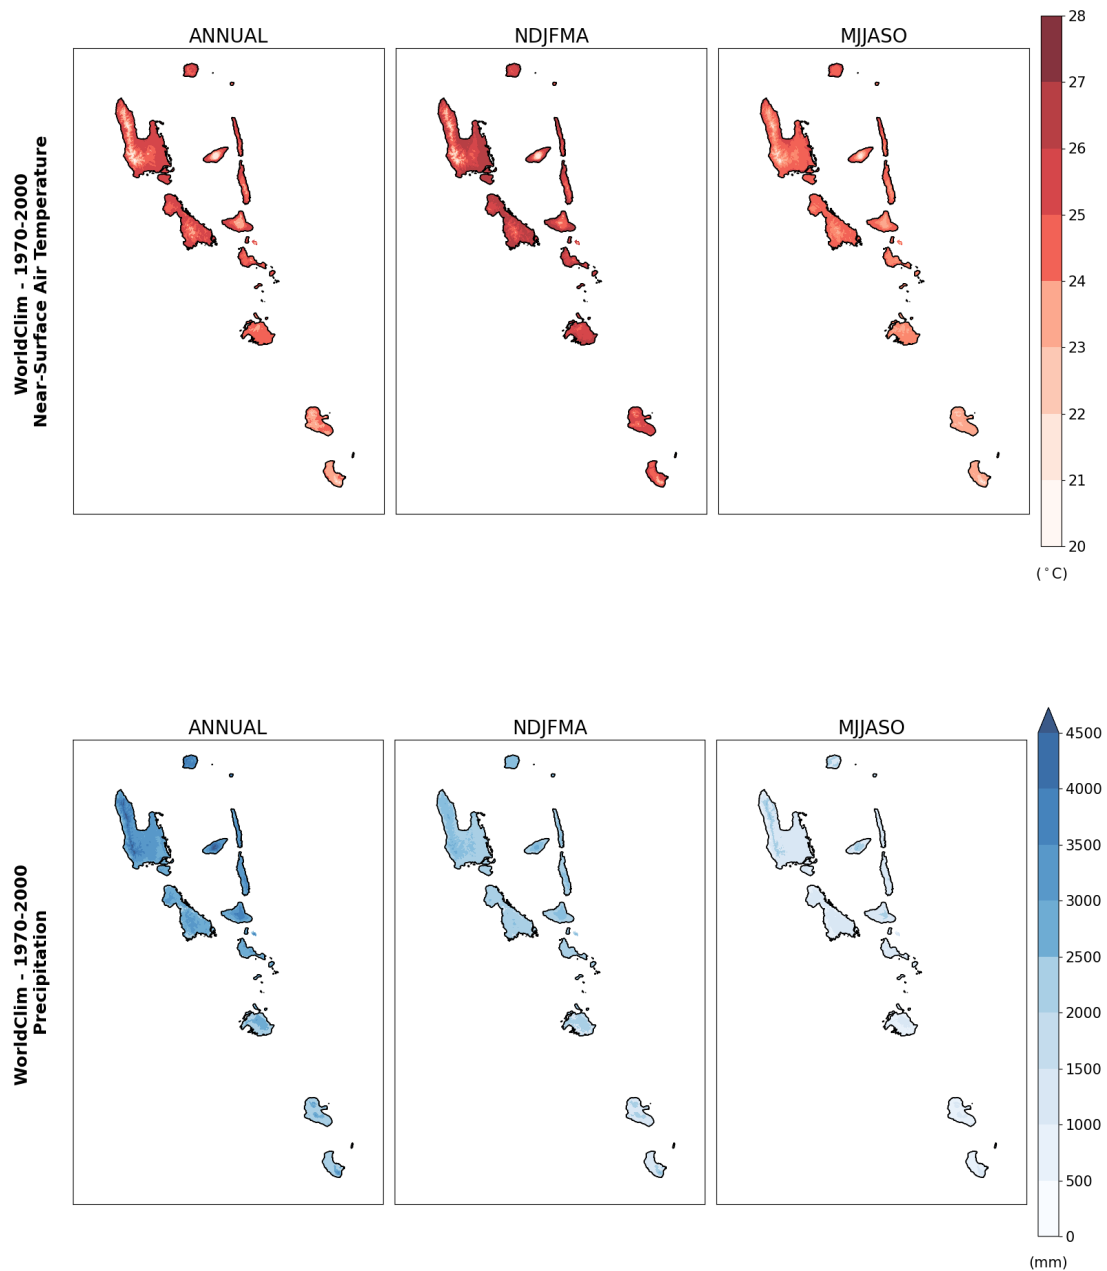 ANNUAL
NDJFMA
MJJASO
WorldClim - 1970-2000
Near-Surface Air Temperature
28
27
26
25
24
23
22
21
20
(°C)
ANNUAL
NDJFMA
MJJASO
WorldClim - 1970-2000
Precipitation
4500
4000
3500
3000
2500
2000
1500
1000
500
0
(mm)